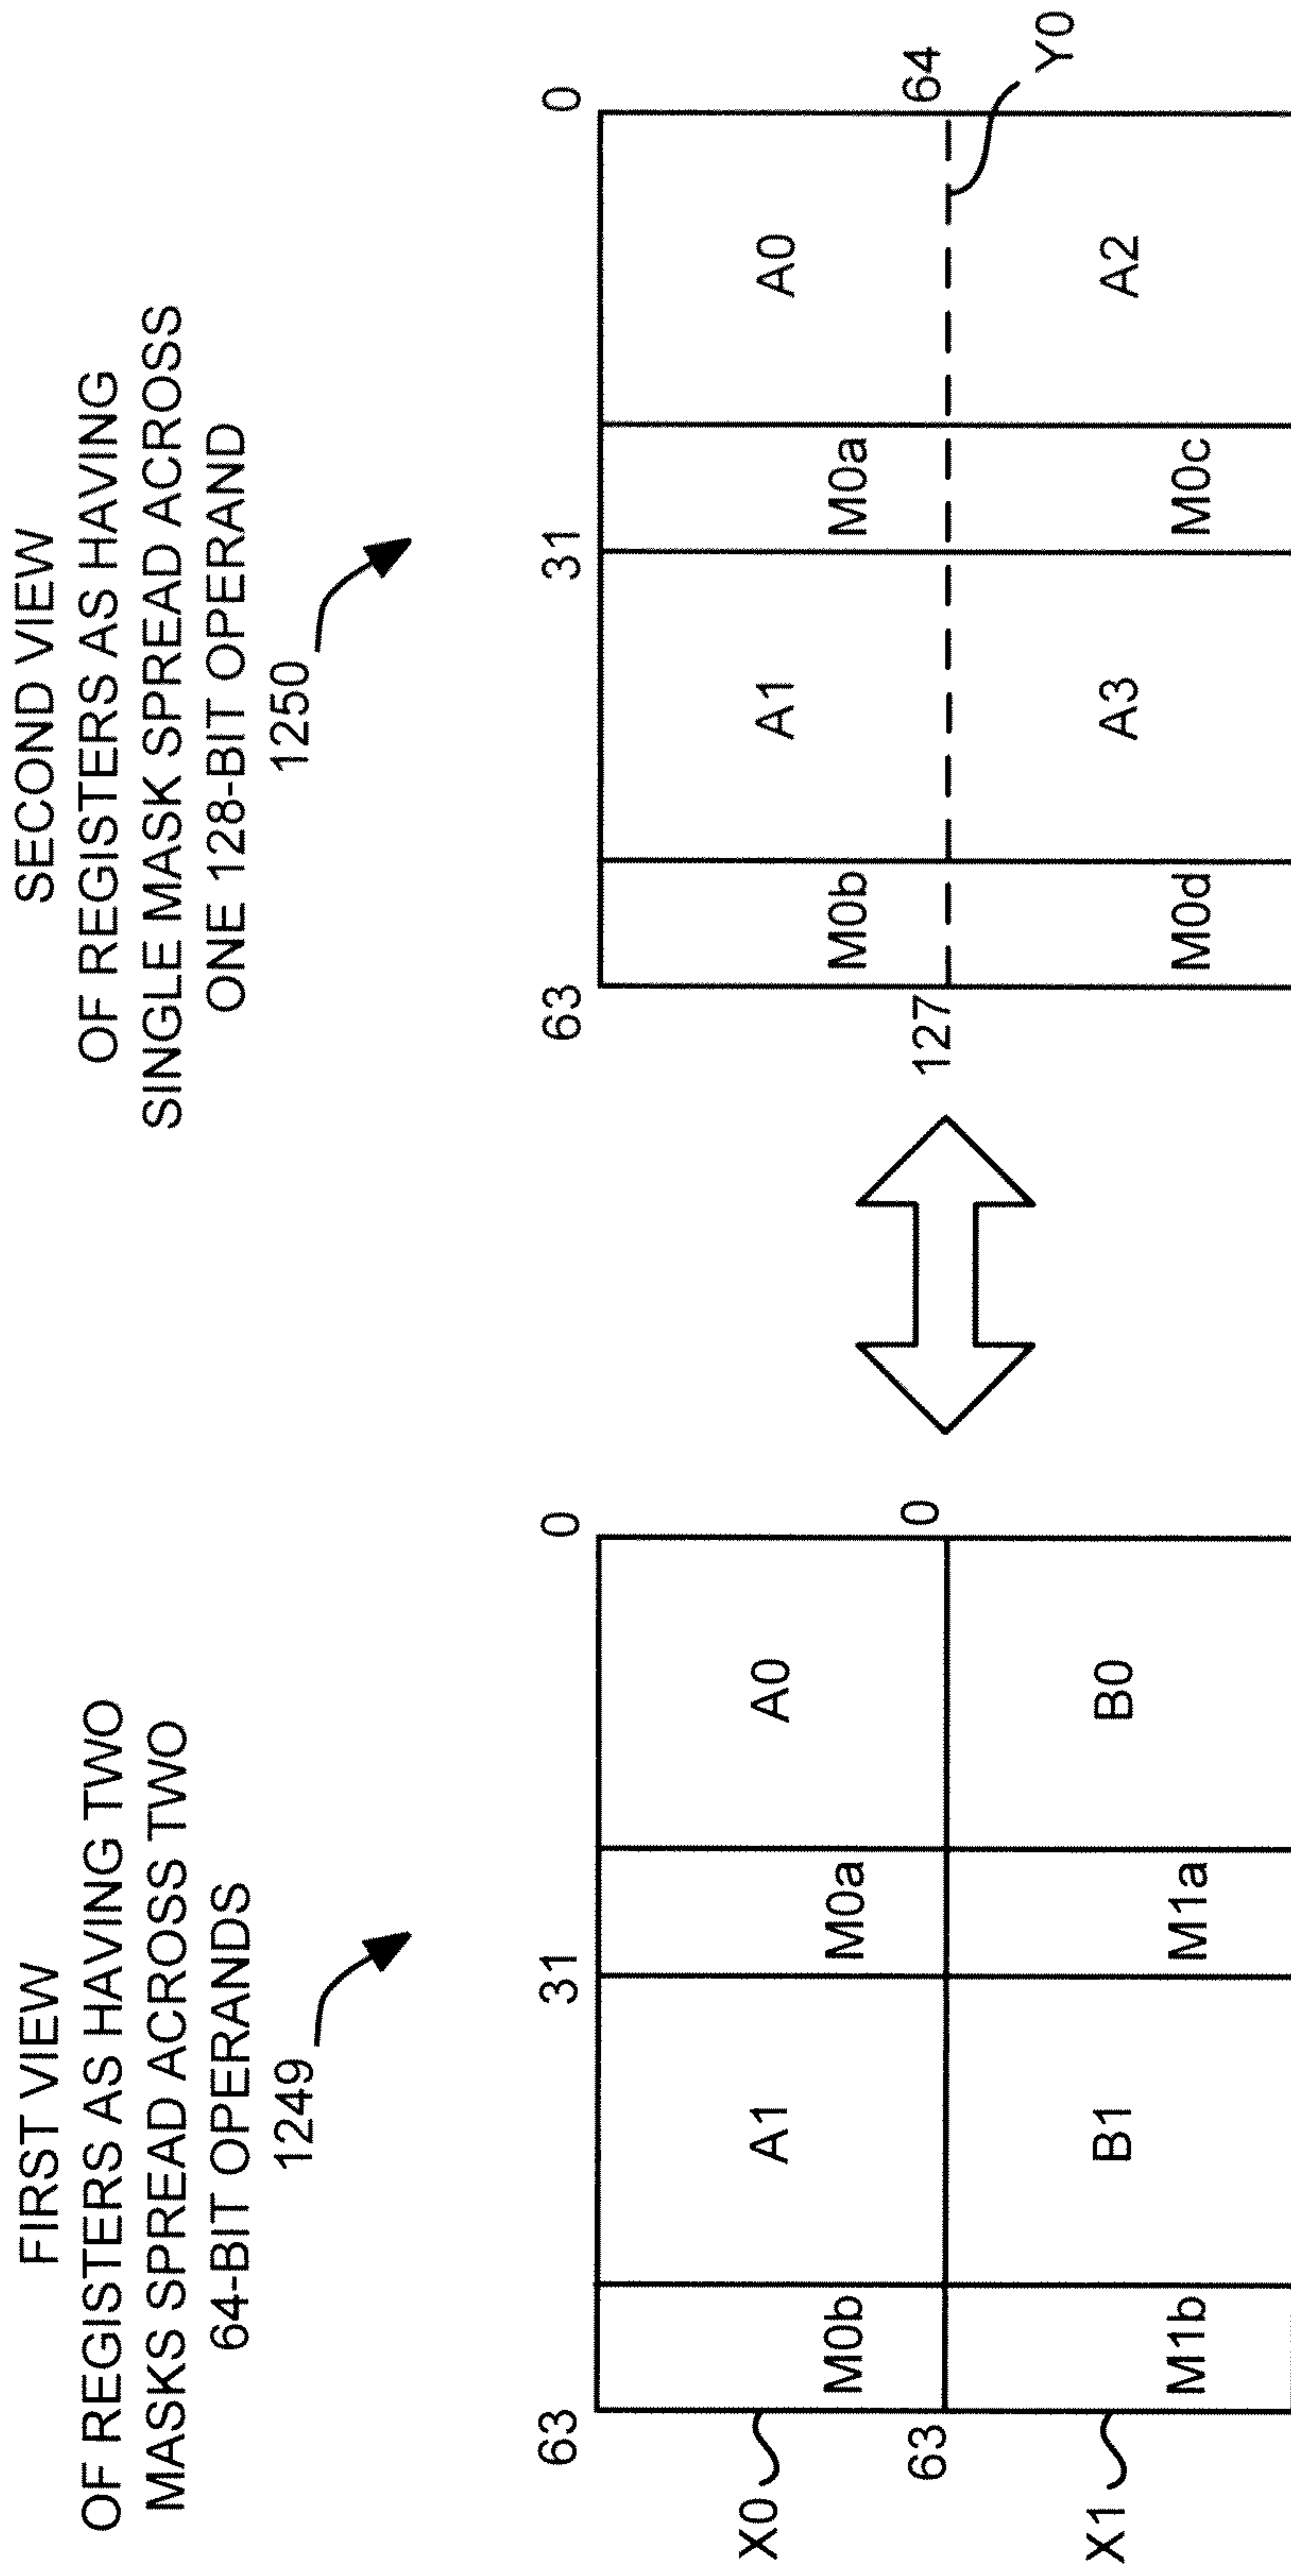 FIRST VIEW
OF REGISTERS AS HAVING TWO
MASKS SPREAD ACROSS TWO
64-BIT OPERANDS
1249
63 31 0
X0 M0b A1 M0a A0
63 0
X1 M1b B1 M1a B0
SECOND VIEW
OF REGISTERS AS HAVING
SINGLE MASK SPREAD ACROSS
ONE 128-BIT OPERAND
1250
63 31 0
M0b A1 M0a A0
127 64
M0d A3 M0c A2
Y0